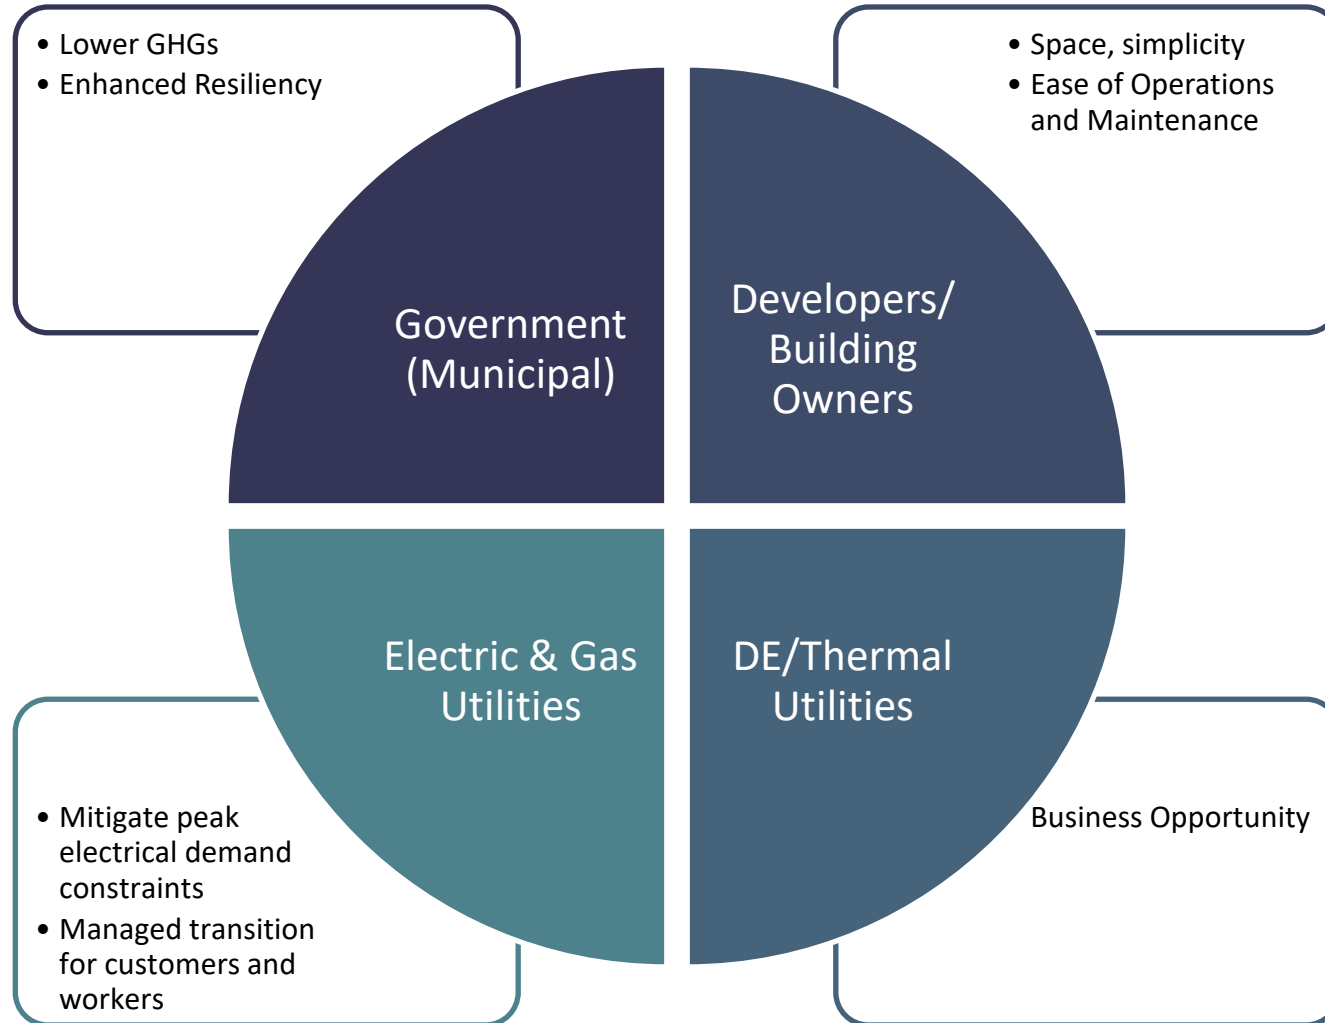 • Lower GHGs
• Enhanced Resiliency
• Space, simplicity
• Ease of Operations
and Maintenance
Government
(Municipal)
Developers/
Building
Owners
Electric & Gas
Utilities
DE/Thermal
Utilities
• Mitigate peak
electrical demand
constraints
• Managed transition
for customers and
workers
Business Opportunity